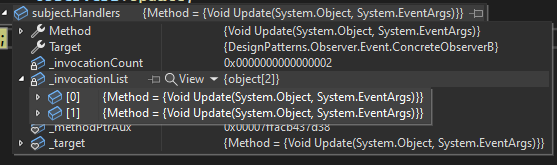 subject.Handlers {Method = {Void Update(System.Object, System.EventArgs)}}
Method {Void Update(System.Object, System.EventArgs)}
Target {DesignPatterns.Observer.Event.ConcreteObserverB}
_invocationCount 0x0000000000000002
_invocationList View {object[2]}
[0] {Method = {Void Update(System.Object, System.EventArgs)}}
[1] {Method = {Void Update(System.Object, System.EventArgs)}}
_methodPtrAux 0x00007ffacb437d38
_target {Method = {Void Update(System.Object, System.EventArgs)}}